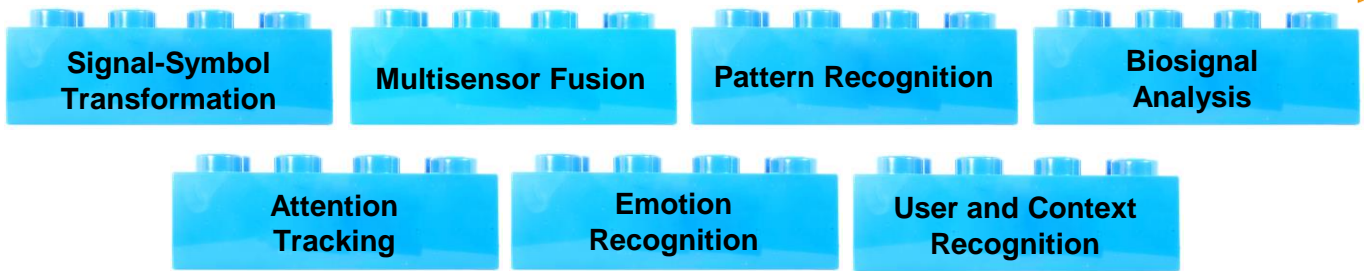 Signal-Symbol
Transformation
Multisensor Fusion
Pattern Recognition
Biosignal
Analysis
Attention
Tracking
Emotion
Recognition
User and Context
Recognition